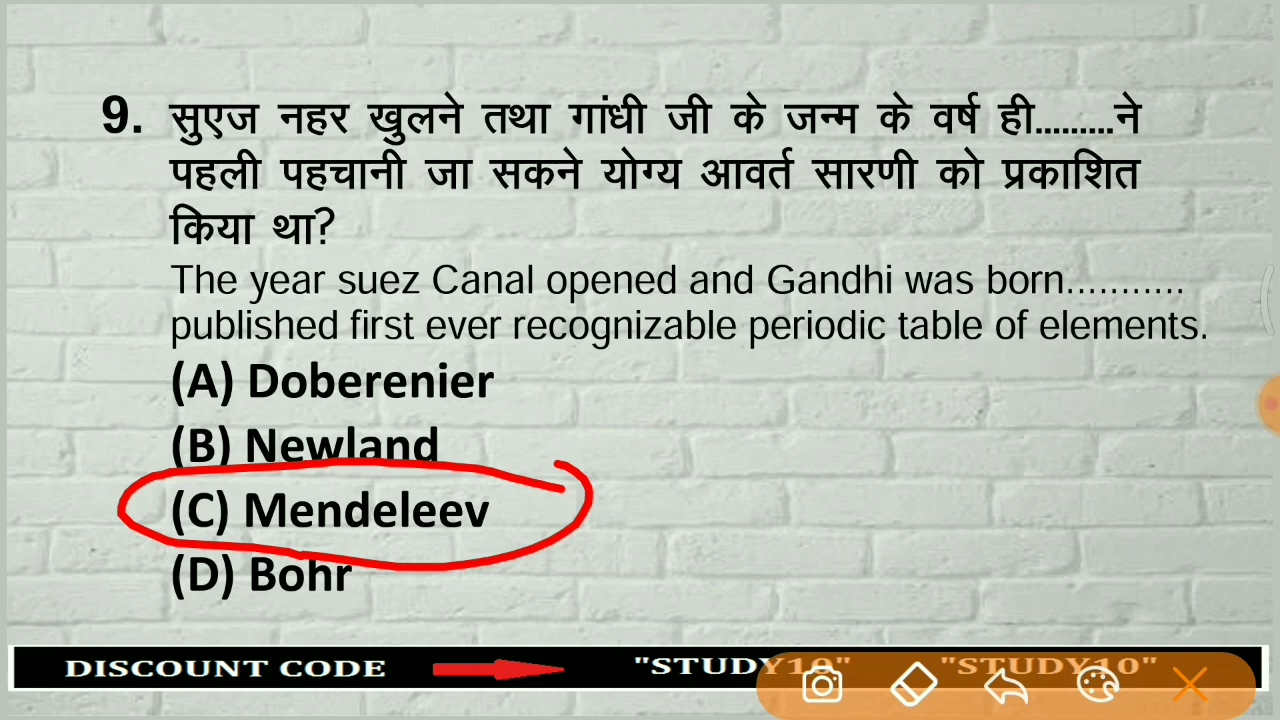 9. सुएज नहर खुलने तथा गांधी जी के जन्म के वर्ष ही.........ने
पहली पहचानी जा सकने योग्य आवर्त सारणी को प्रकाशित
किया था?
The year suez Canal opened and Gandhi was born...........
published first ever recognizable periodic table of elements.
(A) Doberenier
(B) Newland
(C) Mendeleev
(D) Bohr
DISCOUNT CODE "STUDY10" "STUDY10"